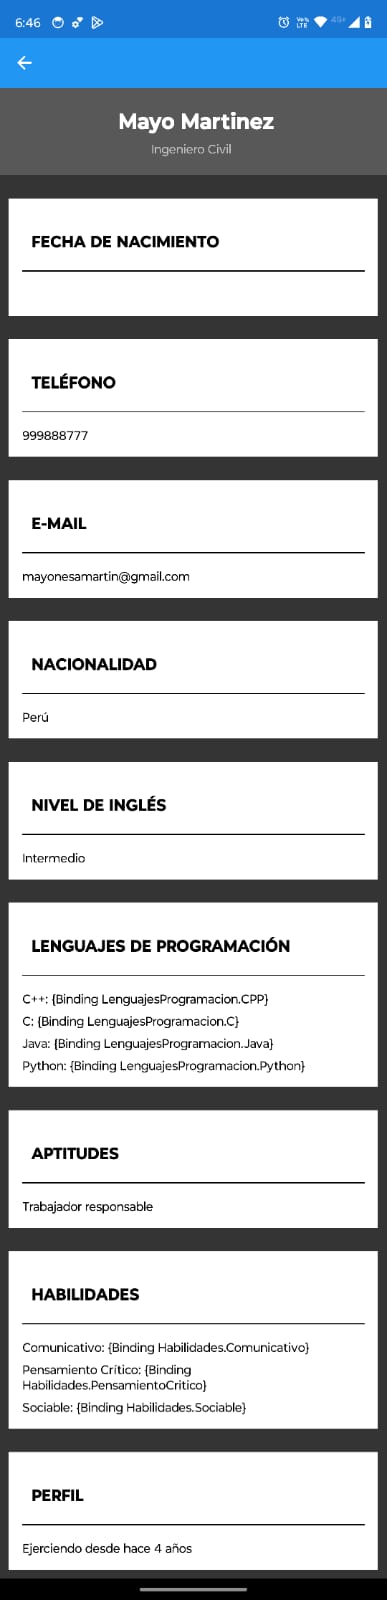 6:46
VoLTE 4G+
Mayo Martinez
Ingeniero Civil
FECHA DE NACIMIENTO
TELÉFONO
999888777
E-MAIL
mayonesamartin@gmail.com
NACIONALIDAD
Perú
NIVEL DE INGLÉS
Intermedio
LENGUAJES DE PROGRAMACIÓN
C++: {Binding LenguajesProgramacion.CPP}
C: {Binding LenguajesProgramacion.C}
Java: {Binding LenguajesProgramacion.Java}
Python: {Binding LenguajesProgramacion.Python}
APTITUDES
Trabajador responsable
HABILIDADES
Comunicativo: {Binding Habilidades.Comunicativo}
Pensamiento Crítico: {Binding
Habilidades.PensamientoCritico}
Sociable: {Binding Habilidades.Sociable}
PERFIL
Ejerciendo desde hace 4 años